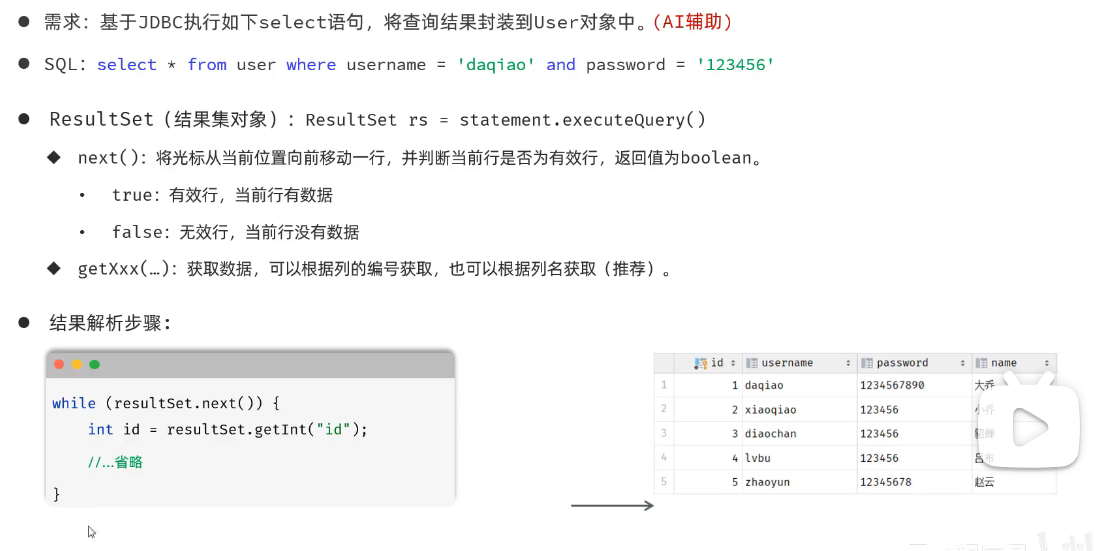 ● 需求：基于JDBC执行如下select语句，将查询结果封装到User对象中。(AI辅助)
● SQL：select * from user where username = 'daqiao' and password = '123456'
● ResultSet（结果集对象）：ResultSet rs = statement.executeQuery()
◆ next()：将光标从当前位置向前移动一行，并判断当前行是否为有效行，返回值为boolean。
• true：有效行，当前行有数据
• false：无效行，当前行没有数据
◆ getXxx(…)：获取数据，可以根据列的编号获取，也可以根据列名获取（推荐）。
● 结果解析步骤：
while (resultSet.next()) {
int id = resultSet.getInt("id");
//…省略
}
id username password name
1 1 daqiao 1234567890 大乔
2 2 xiaoqiao 123456 小乔
3 3 diaochan 123456 貂蝉
4 4 lvbu 123456 吕布
5 5 zhaoyun 12345678 赵云